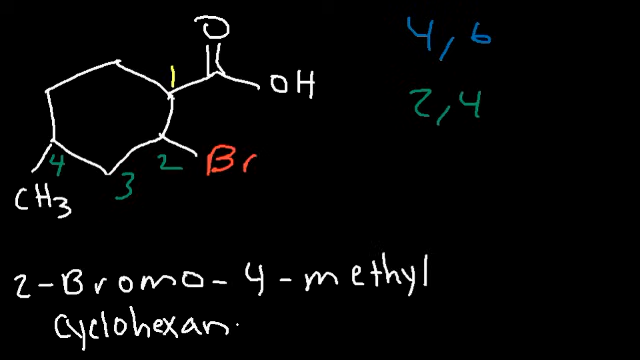 O
4, 6
1
OH
2, 4
4
2
Br
3
CH3
2-Bromo-4-methyl
cyclohexan